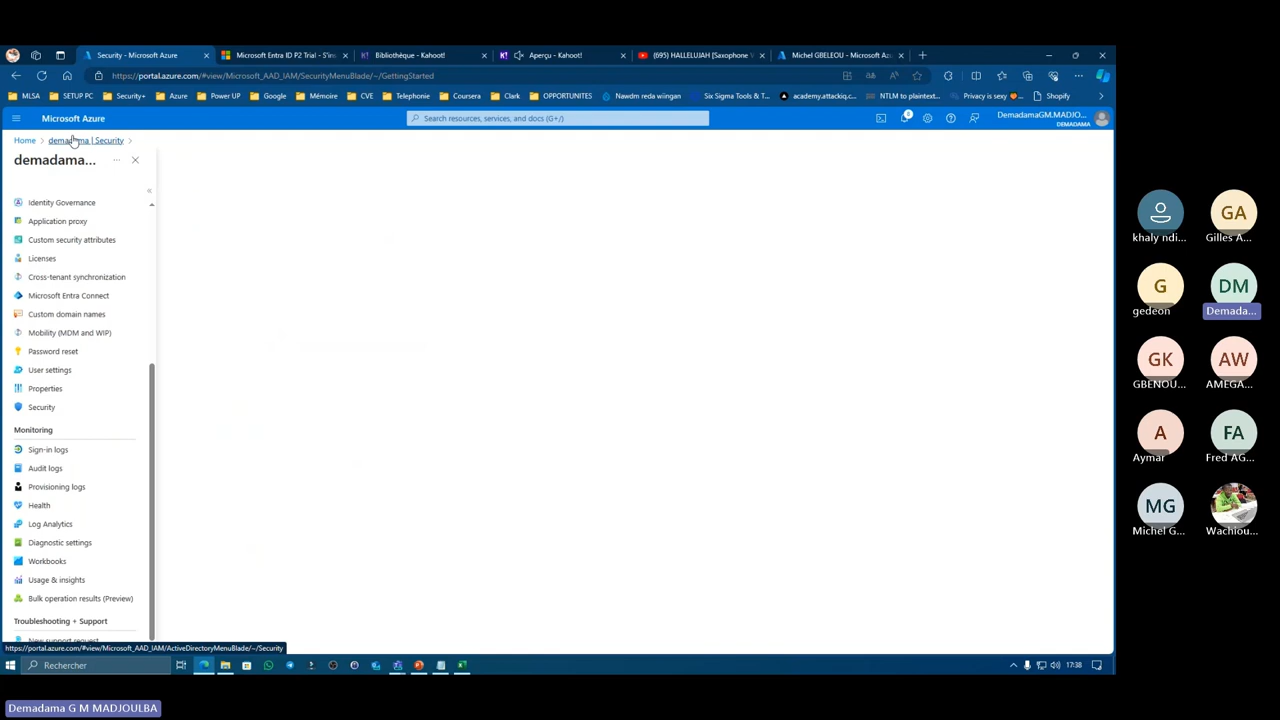 Security - Microsoft Azure
Microsoft Entra ID P2 Trial - S'in
Bibliothèque - Kahoot!
Aperçu - Kahoot!
(695) HALLELUJAH [Saxophone
Michel GBELEOU - Microsoft Az
https://portal.azure.com/#view/Microsoft_AAD_IAM/SecurityMenuBlade/~/GettingStarted
MLSA
SETUP PC
Security+
Azure
Power UP
Google
Mémoire
CVE
Telephonie
Coursera
Clark
OPPORTUNITES
Nawdm reda wiingan
Six Sigma Tools & T...
academy.attackiq.c...
NTLM to plaintext...
Privacy is sexy 🧡...
Shopify
Microsoft Azure
Search resources, services, and docs (G+/)
DemadamaGM.MADJO...
DEMADAMA
Home > demadama | Security >
demadama...
Identity Governance
Application proxy
Custom security attributes
Licenses
Cross-tenant synchronization
Microsoft Entra Connect
Custom domain names
Mobility (MDM and WIP)
Password reset
User settings
Properties
Security
Monitoring
Sign-in logs
Audit logs
Provisioning logs
Health
Log Analytics
Diagnostic settings
Workbooks
Usage & insights
Bulk operation results (Preview)
Troubleshooting + Support
New support request
https://portal.azure.com/#view/Microsoft_AAD_IAM/ActiveDirectoryMenuBlade/~/Security
Rechercher
17:38
khaly ndi...
GA
Gilles A...
G
gedeon
DM
Demada...
GK
GBENOU...
AW
AMEGA...
A
Aymar
FA
Fred AG...
MG
Michel G...
Wachlou...
Demadama G M MADJOULBA